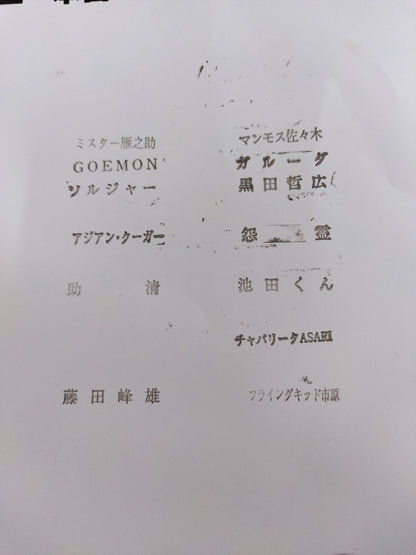 ミスター雁之助 マンモス佐々木
GOEMON ガルーダ
ソルジャー 黒田哲広
アジアン・クーガー 怨霊
助清 池田くん
チャパリータASARI
藤田峰雄 フライングキッド市原